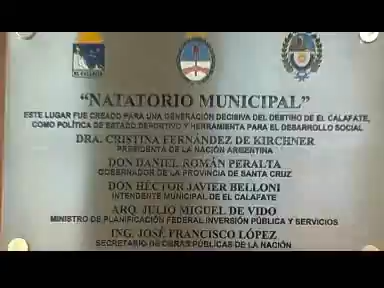 EL CALAFATE
"NATATORIO MUNICIPAL"
ESTE LUGAR FUE CREADO PARA UNA GENERACIÓN DECISIVA DEL DESTINO DE EL CALAFATE,
COMO POLÍTICA DE ESTADO DEPORTIVO Y HERRAMIENTA PARA EL DESARROLLO SOCIAL
DRA. CRISTINA FERNÁNDEZ DE KIRCHNER
PRESIDENTA DE LA NACIÓN ARGENTINA
DON DANIEL ROMÁN PERALTA
GOBERNADOR DE LA PROVINCIA DE SANTA CRUZ
DON HÉCTOR JAVIER BELLONI
INTENDENTE MUNICIPAL DE EL CALAFATE
ARQ. JULIO MIGUEL DE VIDO
MINISTRO DE PLANIFICACIÓN FEDERAL INVERSIÓN PÚBLICA Y SERVICIOS
ING. JOSÉ FRANCISCO LÓPEZ
SECRETARIO DE OBRAS PÚBLICAS DE LA NACIÓN